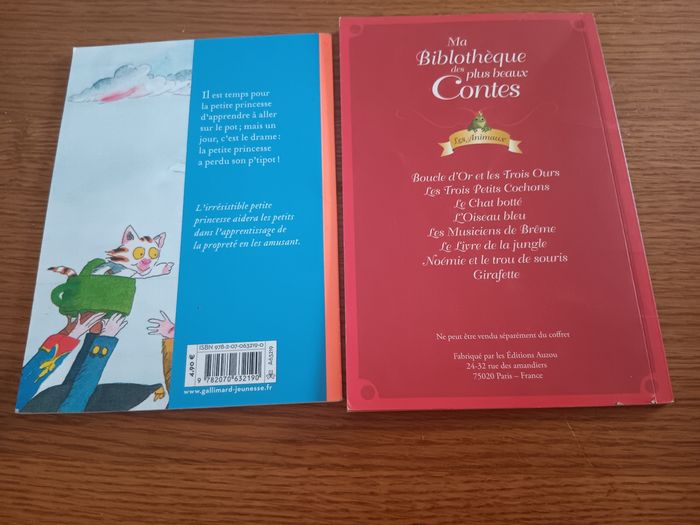 Il est temps pour
la petite princesse
d'apprendre à aller
sur le pot ; mais un
jour, c'est le drame :
la petite princesse
a perdu son p'tipot !
L'irrésistible petite
princesse aidera les petits
dans l'apprentissage de
la propreté en les amusant.
ISBN 978-2-07-063219-0
4,90 €
A63219
9 782070 632190
www.gallimard-jeunesse.fr
Ma
Biblothèque
des plus beaux
Contes
Les Animaux
Boucle d'Or et les Trois Ours
Les Trois Petits Cochons
Le Chat botté
L'Oiseau bleu
Les Musiciens de Brême
Le Livre de la jungle
Noémie et le trou de souris
Girafette
Ne peut être vendu séparément du coffret
Fabriqué par les Éditions Auzou
24-32 rue des amandiers
75020 Paris – France